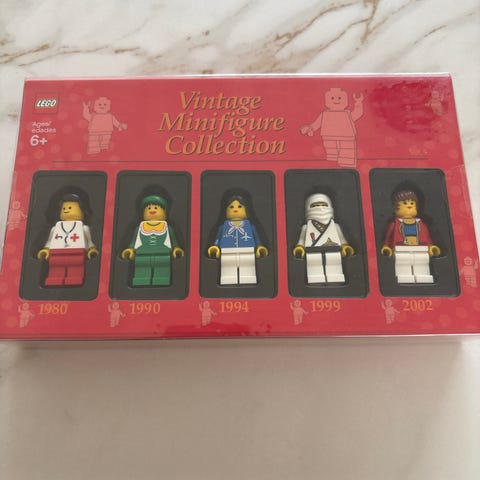 LEGO
Ages/
edades
6+
Vintage
Minifigure
Collection
1980
1990
1994
1999
2002